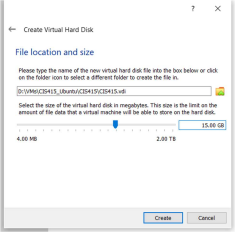 Create Virtual Hard Disk
File location and size
Please type the name of the new virtual hard disk file into the box below or click
on the folder icon to select a different folder to create the file in.
D:\VMs\CIS415_Ubuntu\CIS415\CIS415.vdi
Select the size of the virtual hard disk in megabytes. This size is the limit on the
amount of file data that a virtual machine will be able to store on the hard disk.
15.00 GB
4.00 MB 2.00 TB
Create Cancel